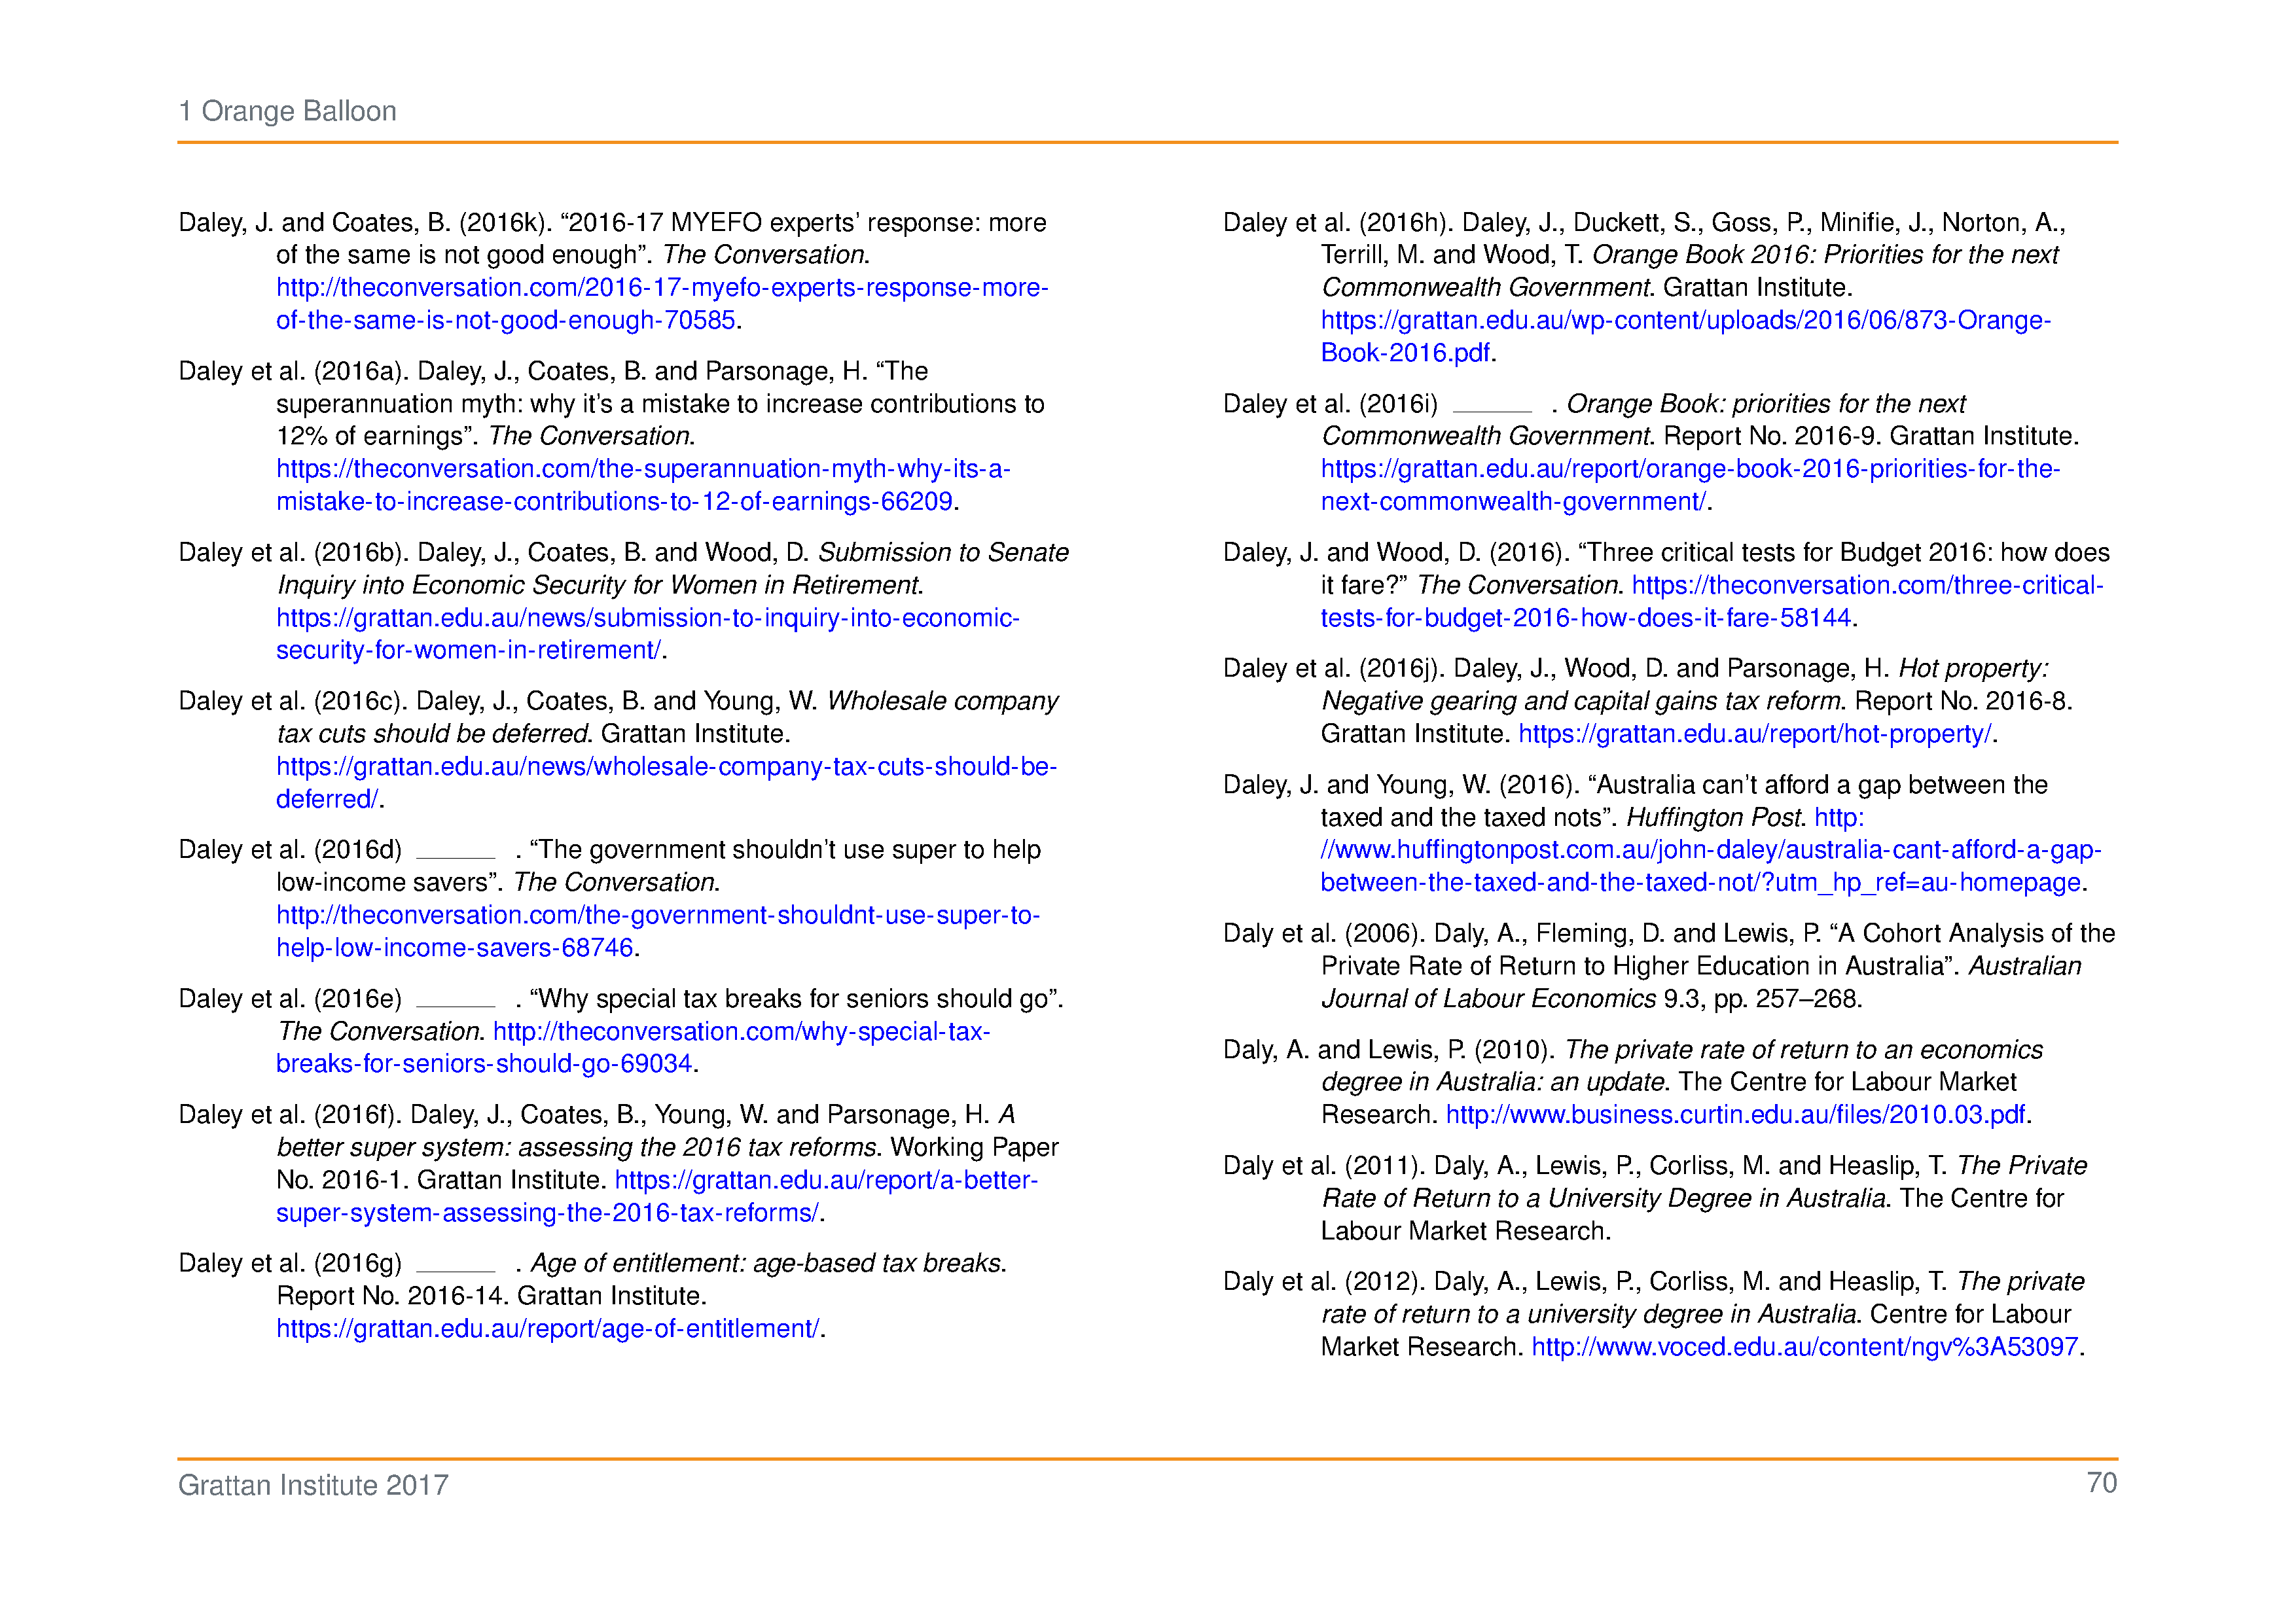 1 Orange Balloon
Daley, J. and Coates, B. (2016k). “2016-17 MYEFO experts’ response: more
of the same is not good enough”. The Conversation.
http://theconversation.com/2016-17-myefo-experts-response-more-
of-the-same-is-not-good-enough-70585.
Daley et al. (2016a). Daley, J., Coates, B. and Parsonage, H. “The
superannuation myth: why it’s a mistake to increase contributions to
12% of earnings”. The Conversation.
https://theconversation.com/the-superannuation-myth-why-its-a-
mistake-to-increase-contributions-to-12-of-earnings-66209.
Daley et al. (2016b). Daley, J., Coates, B. and Wood, D. Submission to Senate
Inquiry into Economic Security for Women in Retirement.
https://grattan.edu.au/news/submission-to-inquiry-into-economic-
security-for-women-in-retirement/.
Daley et al. (2016c). Daley, J., Coates, B. and Young, W. Wholesale company
tax cuts should be deferred. Grattan Institute.
https://grattan.edu.au/news/wholesale-company-tax-cuts-should-be-
deferred/.
Daley et al. (2016d) ______ . “The government shouldn’t use super to help
low-income savers”. The Conversation.
http://theconversation.com/the-government-shouldnt-use-super-to-
help-low-income-savers-68746.
Daley et al. (2016e) ______ . “Why special tax breaks for seniors should go”.
The Conversation. http://theconversation.com/why-special-tax-
breaks-for-seniors-should-go-69034.
Daley et al. (2016f). Daley, J., Coates, B., Young, W. and Parsonage, H. A
better super system: assessing the 2016 tax reforms. Working Paper
No. 2016-1. Grattan Institute. https://grattan.edu.au/report/a-better-
super-system-assessing-the-2016-tax-reforms/.
Daley et al. (2016g) ______ . Age of entitlement: age-based tax breaks.
Report No. 2016-14. Grattan Institute.
https://grattan.edu.au/report/age-of-entitlement/.
Daley et al. (2016h). Daley, J., Duckett, S., Goss, P., Minifie, J., Norton, A.,
Terrill, M. and Wood, T. Orange Book 2016: Priorities for the next
Commonwealth Government. Grattan Institute.
https://grattan.edu.au/wp-content/uploads/2016/06/873-Orange-
Book-2016.pdf.
Daley et al. (2016i) ______ . Orange Book: priorities for the next
Commonwealth Government. Report No. 2016-9. Grattan Institute.
https://grattan.edu.au/report/orange-book-2016-priorities-for-the-
next-commonwealth-government/.
Daley, J. and Wood, D. (2016). “Three critical tests for Budget 2016: how does
it fare?” The Conversation. https://theconversation.com/three-critical-
tests-for-budget-2016-how-does-it-fare-58144.
Daley et al. (2016j). Daley, J., Wood, D. and Parsonage, H. Hot property:
Negative gearing and capital gains tax reform. Report No. 2016-8.
Grattan Institute. https://grattan.edu.au/report/hot-property/.
Daley, J. and Young, W. (2016). “Australia can’t afford a gap between the
taxed and the taxed nots”. Huffington Post. http:
//www.huffingtonpost.com.au/john-daley/australia-cant-afford-a-gap-
between-the-taxed-and-the-taxed-not/?utm_hp_ref=au-homepage.
Daly et al. (2006). Daly, A., Fleming, D. and Lewis, P. “A Cohort Analysis of the
Private Rate of Return to Higher Education in Australia”. Australian
Journal of Labour Economics 9.3, pp. 257–268.
Daly, A. and Lewis, P. (2010). The private rate of return to an economics
degree in Australia: an update. The Centre for Labour Market
Research. http://www.business.curtin.edu.au/files/2010.03.pdf.
Daly et al. (2011). Daly, A., Lewis, P., Corliss, M. and Heaslip, T. The Private
Rate of Return to a University Degree in Australia. The Centre for
Labour Market Research.
Daly et al. (2012). Daly, A., Lewis, P., Corliss, M. and Heaslip, T. The private
rate of return to a university degree in Australia. Centre for Labour
Market Research. http://www.voced.edu.au/content/ngv%3A53097.
Grattan Institute 2017
70